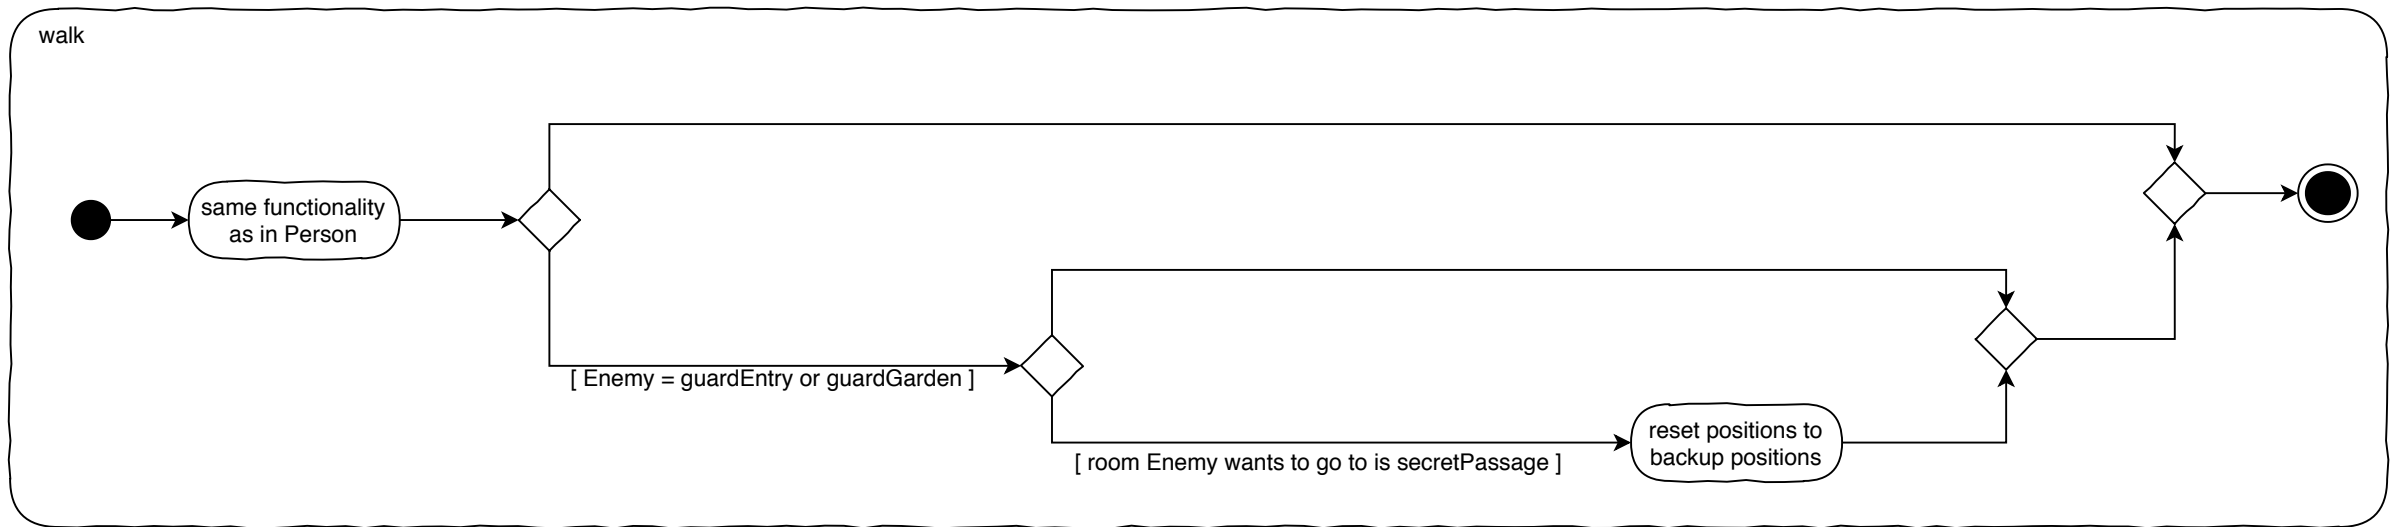 walk
same functionality
as in Person
[ Enemy = guardEntry or guardGarden ]
reset positions to
backup positions
[ room Enemy wants to go to is secretPassage ]